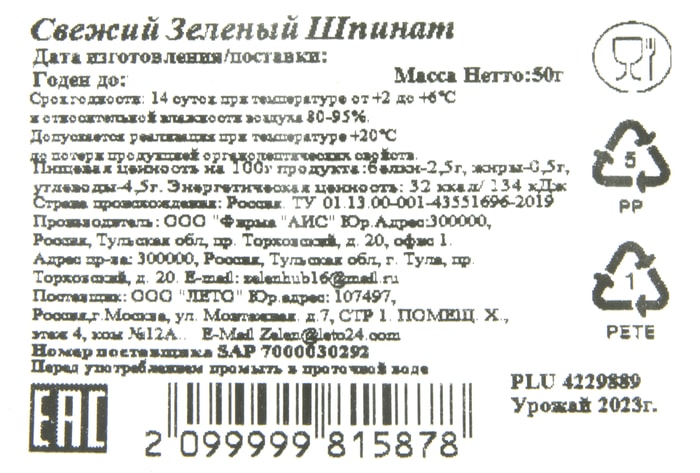 Свежий Зеленый Шпинат
Дата изготовления/поставки:
Годен до:
Масса Нетто:50г
Срок годности: 14 суток при температуре от +2 до +6°С
и относительной влажности воздуха 80-95%.
Допускается реализация при температуре +20°С
до потери продукцией органолептических свойств.
Пищевая ценность на 100г продукта: белки-2,5г, жиры-0,5г,
углеводы-4,5г. Энергетическая ценность: 32 ккал/ 134 кДж
Страна происхождения: Россия. ТУ 01.13.00-001-43551696-2019
Производитель: ООО "Фирма "АИС" Юр.Адрес:300000,
Россия, Тульская обл, пр. Торховский, д. 20, офис 1.
Адрес пр-ва: 300000, Россия, Тульская обл, г. Тула, пр.
Торховский, д. 20. E-mail: zelenhub16@mail.ru
Поставщик: ООО "ЛЕТО" Юр.адрес: 107497,
Россия,г.Москва, ул. Монтажная. д.7, СТР 1. ПОМЕЩ. X.,
этаж 4, ком №12А.. E-Mail Zelen@leto24.com
Номер поставщика SAP 7000030292
Перед употреблением промыть в проточной воде
5
PP
1
PETE
PLU 4229889
Урожай 2023г.
EAC
2 099999 815878